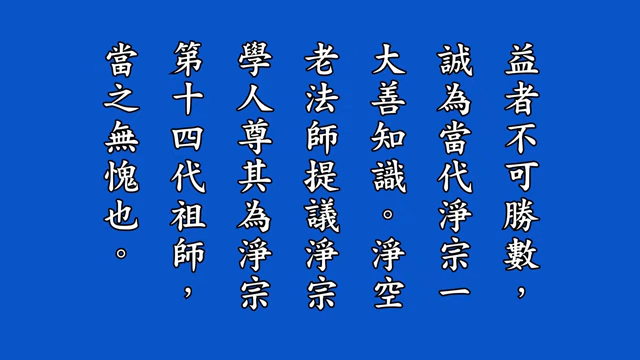 益者不可勝數，
誠為當代淨宗一
大善知識。淨空
老法師提議淨宗
學人尊其為淨宗
第十四代祖師，
當之無愧也。